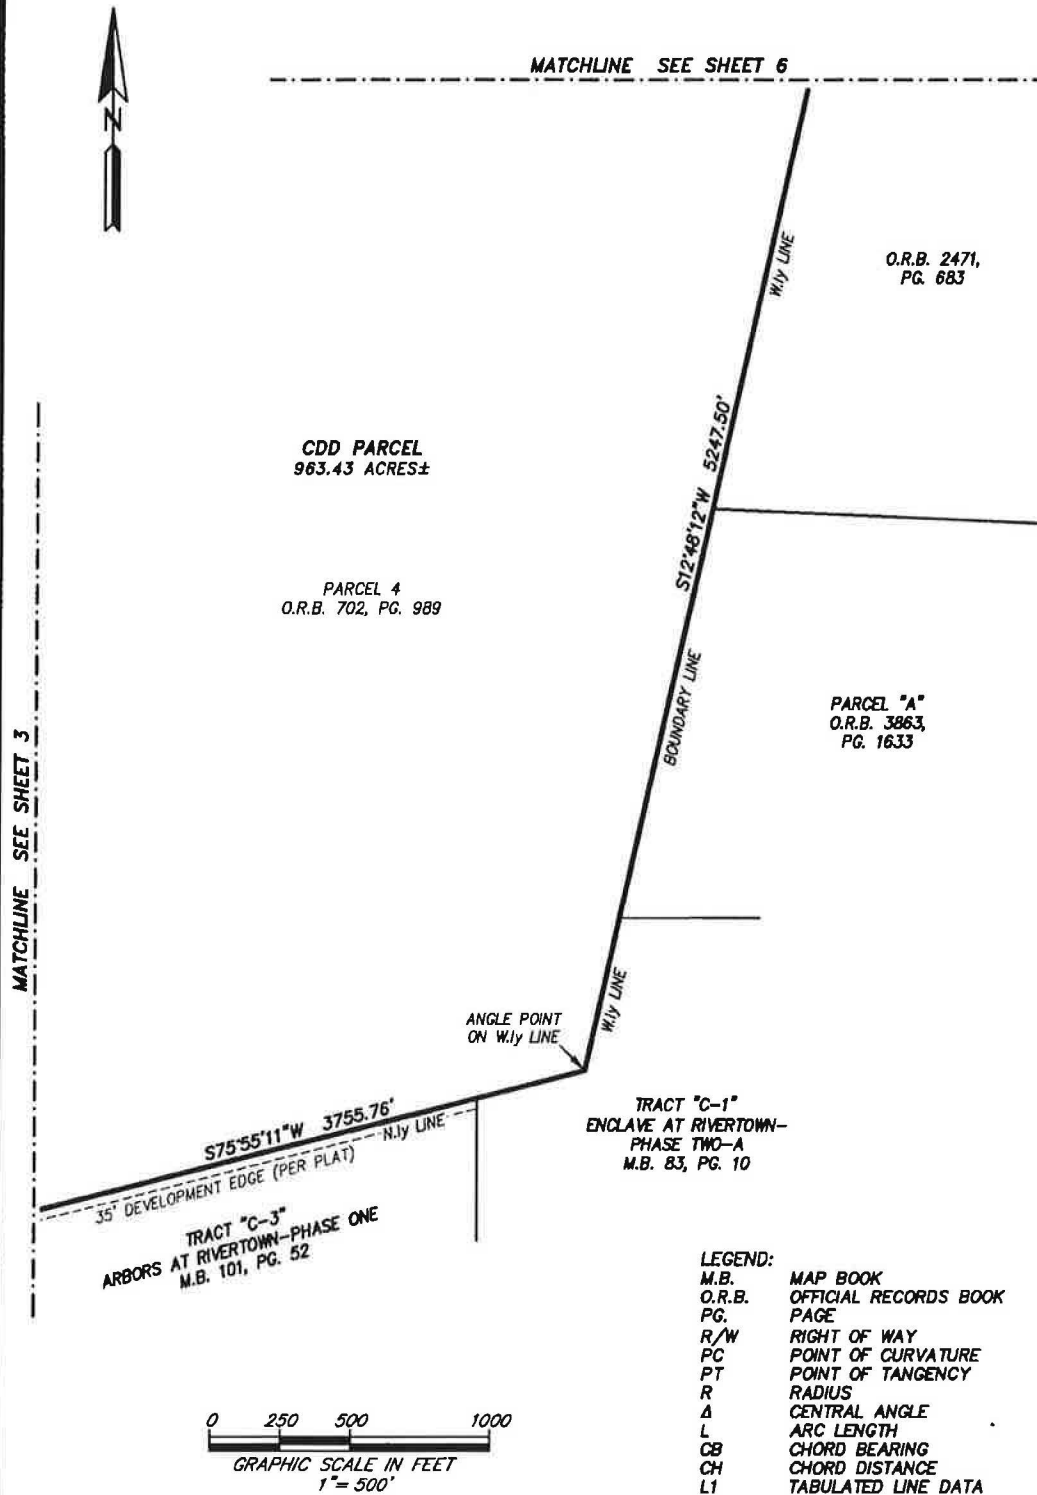 N
MATCHLINE SEE SHEET 6
W.ly LINE
O.R.B. 2471,
PG. 683
S12°48'12"W 5247.50'
CDD PARCEL
963.43 ACRES±
PARCEL 4
O.R.B. 702, PG. 989
BOUNDARY LINE
PARCEL "A"
O.R.B. 3863,
PG. 1633
MATCHLINE SEE SHEET 3
W.ly LINE
ANGLE POINT
ON W.ly LINE
S75°55'11"W 3755.76'
N.ly LINE
35' DEVELOPMENT EDGE (PER PLAT)
TRACT "C-3"
ARBORS AT RIVERTOWN-PHASE ONE
M.B. 101, PG. 52
TRACT "C-1"
ENCLAVE AT RIVERTOWN-
PHASE TWO-A
M.B. 83, PG. 10
LEGEND:
M.B. MAP BOOK
O.R.B. OFFICIAL RECORDS BOOK
PG. PAGE
R/W RIGHT OF WAY
PC POINT OF CURVATURE
PT POINT OF TANGENCY
R RADIUS
Δ CENTRAL ANGLE
L ARC LENGTH
CB CHORD BEARING
CH CHORD DISTANCE
L1 TABULATED LINE DATA
0 250 500 1000
GRAPHIC SCALE IN FEET
1"= 500'